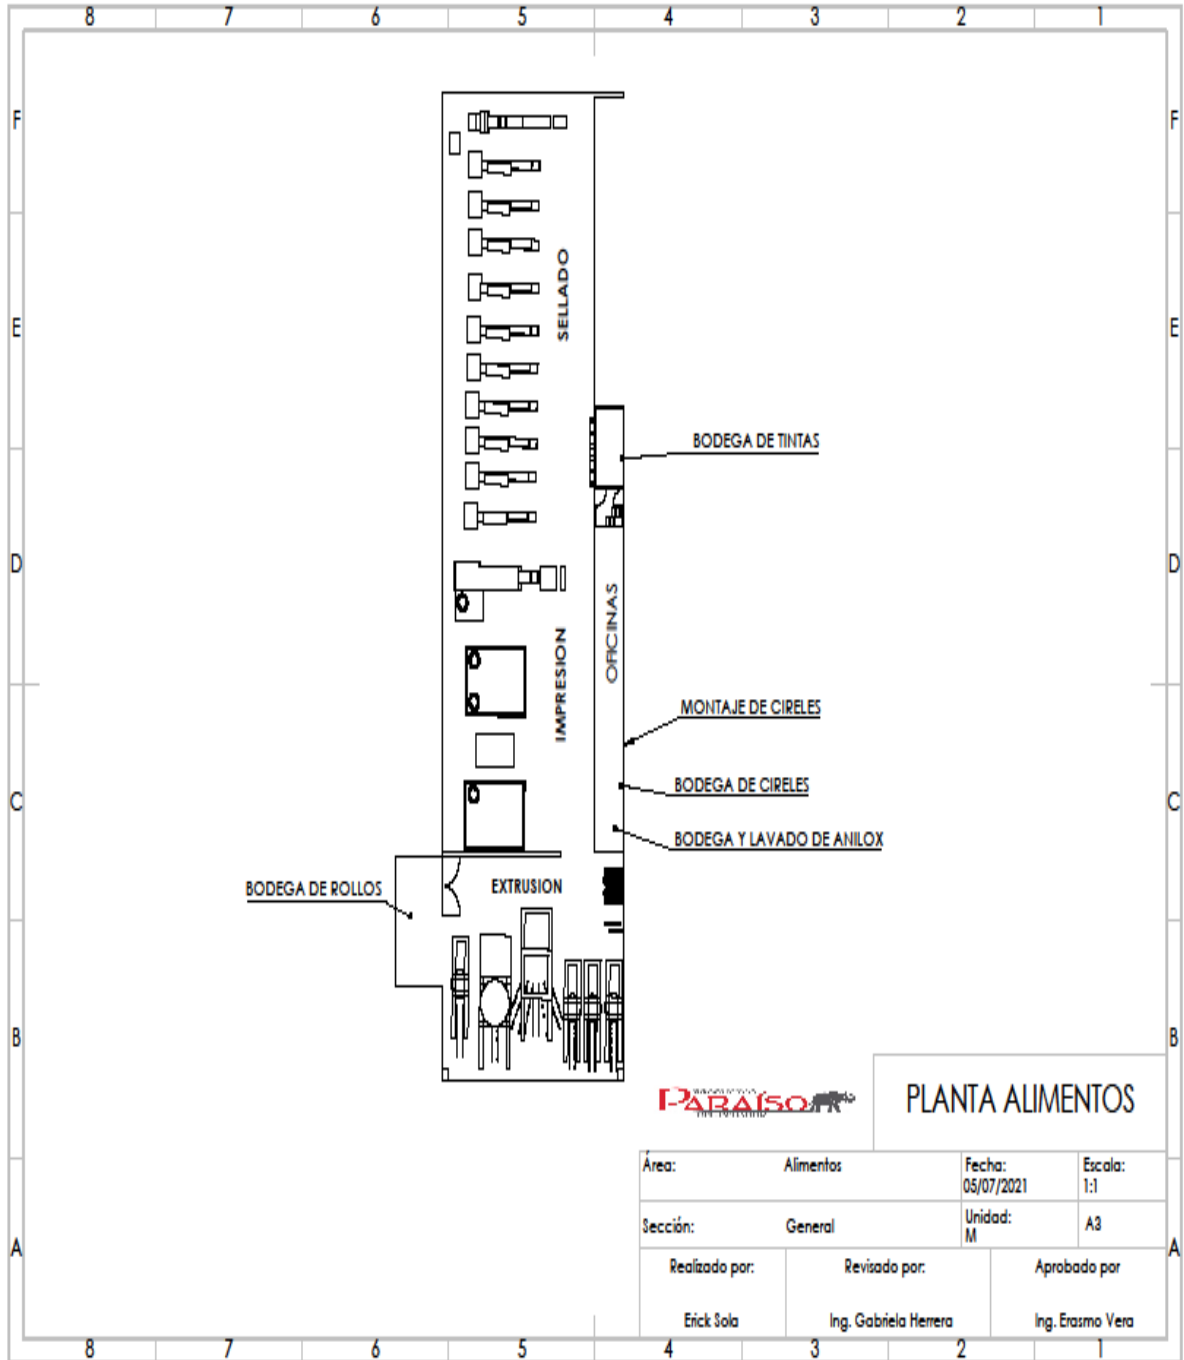 8 7 6 5 4 3 2 1
F F
SELLADO
E E
BODEGA DE TINTAS
D D
OFICINAS
IMPRESION
MONTAJE DE CIRELES
BODEGA DE CIRELES
C C
BODEGA Y LAVADO DE ANILOX
EXTRUSION
BODEGA DE ROLLOS
B B
PARAÍSO
PLANTA ALIMENTOS
Área: Alimentos
Fecha:
05/07/2021
Escala:
1:1
Sección: General
Unidad:
M
A3
A A
Realizado por:
Erick Sola
Revisado por:
Ing. Gabriela Herrera
Aprobado por
Ing. Erasmo Vera
8 7 6 5 4 3 2 1